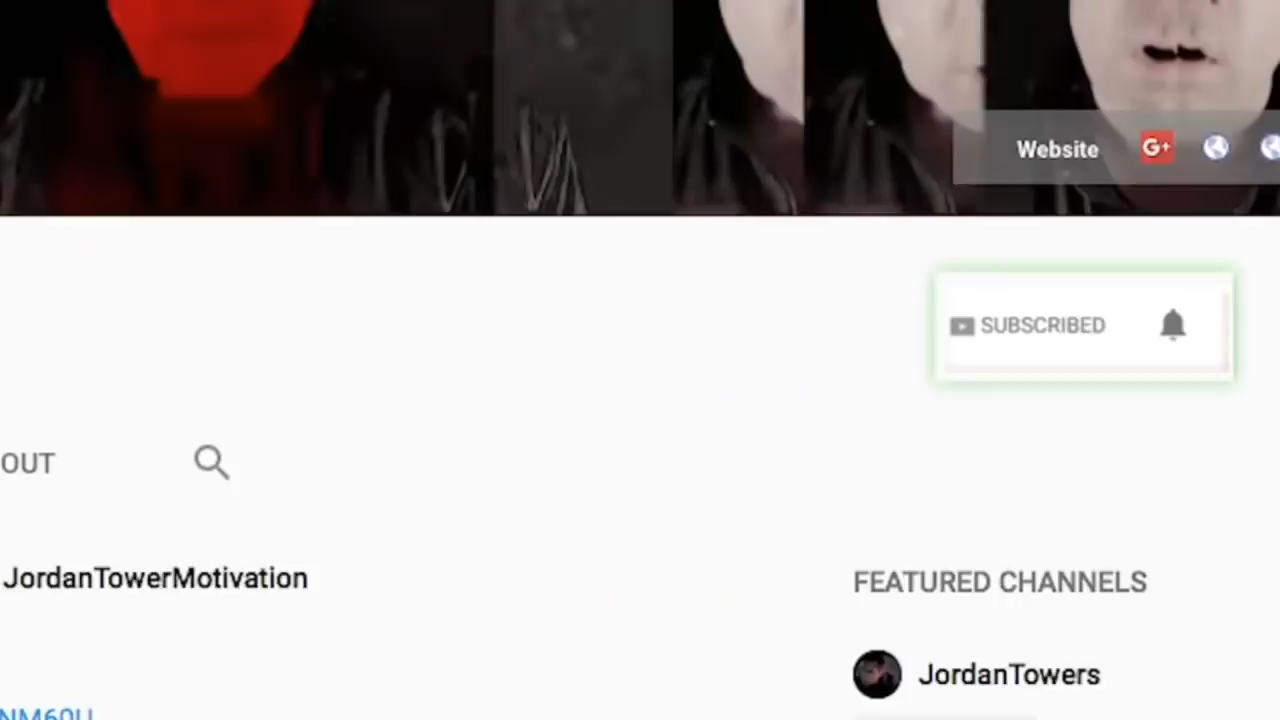 Website G+
SUBSCRIBED
OUT
JordanTowerMotivation
FEATURED CHANNELS
JordanTowers